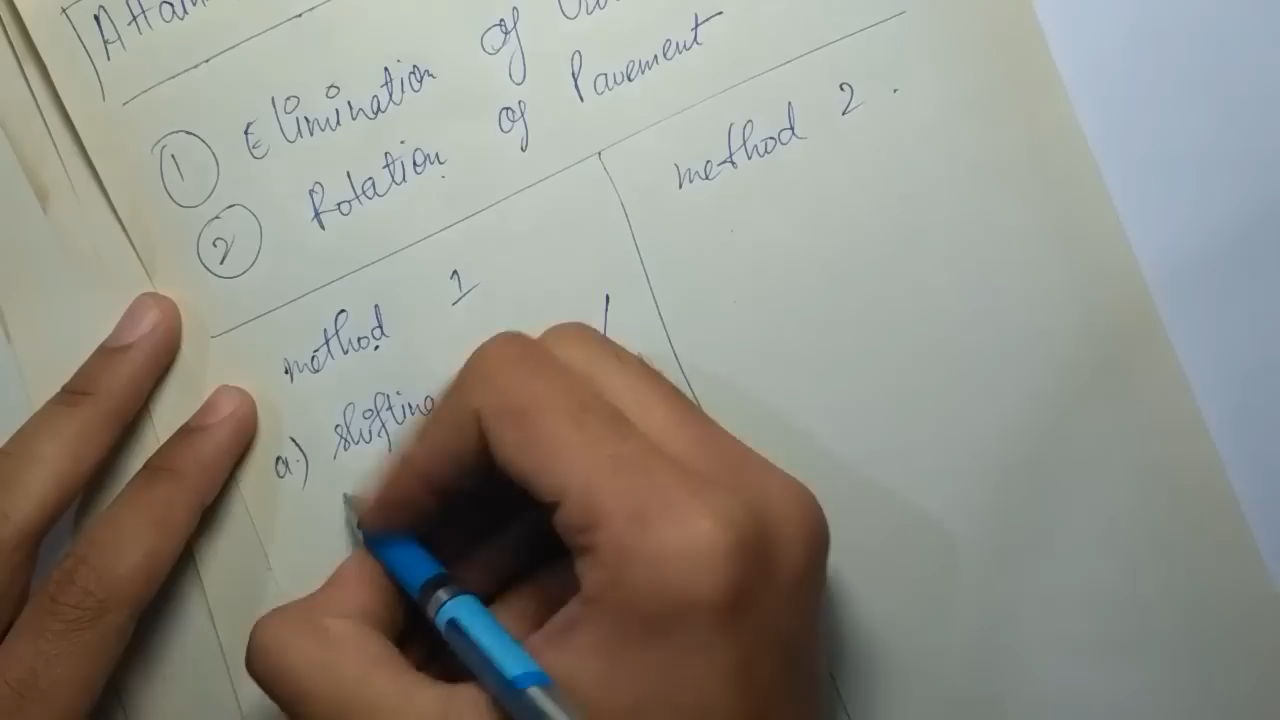 ① Elimination of
② Rotation of Pavement
method 1
method 2.
a.) shifting